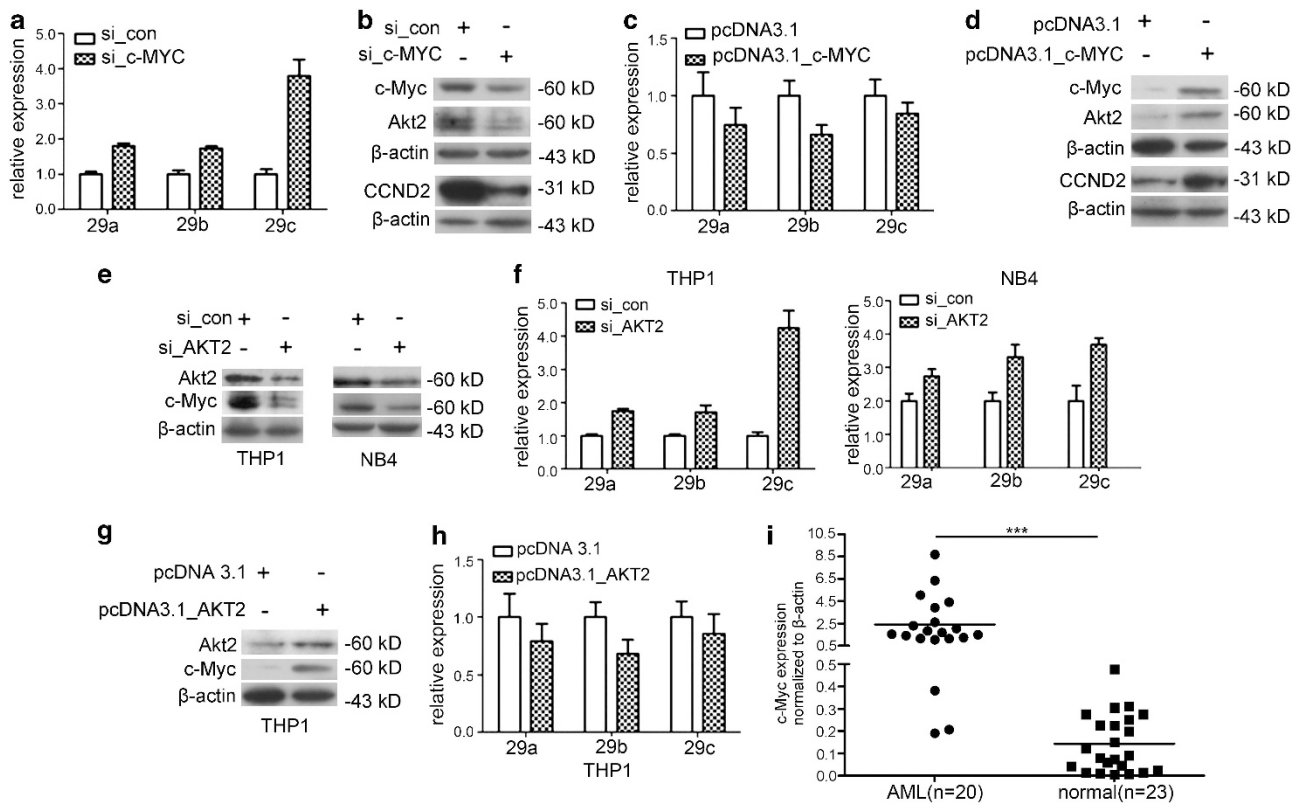 a
si_con
si_c-MYC
relative expression
5.0
4.0
3.0
2.0
1.0
0.0
29a 29b 29c
b
si_con + -
si_c-MYC - +
c-Myc -60 kD
Akt2 -60 kD
β-actin -43 kD
CCND2 -31 kD
β-actin -43 kD
c
pcDNA3.1
pcDNA3.1_c-MYC
relative expression
1.5
1.0
0.5
0.0
29a 29b 29c
d
pcDNA3.1 + -
pcDNA3.1_c-MYC - +
c-Myc -60 kD
Akt2 -60 kD
β-actin -43 kD
CCND2 -31 kD
β-actin -43 kD
e
si_con + - + -
si_AKT2 - + - +
Akt2 -60 kD
c-Myc -60 kD
β-actin -43 kD
THP1 NB4
f
THP1
si_con
si_AKT2
relative expression
5.0
4.0
3.0
2.0
1.0
0.0
29a 29b 29c
NB4
si_con
si_AKT2
relative expression
5.0
4.0
3.0
2.0
1.0
0.0
29a 29b 29c
g
pcDNA 3.1 + -
pcDNA3.1_AKT2 - +
Akt2 -60 kD
c-Myc -60 kD
β-actin -43 kD
THP1
h
pcDNA 3.1
pcDNA3.1_AKT2
relative expression
1.5
1.0
0.5
0.0
29a 29b 29c
THP1
i
***
c-Myc expression
normalized to β-actin
10.5
8.5
6.5
4.5
2.5
0.5
0.5
0.4
0.3
0.2
0.1
0.0
AML(n=20) normal(n=23)